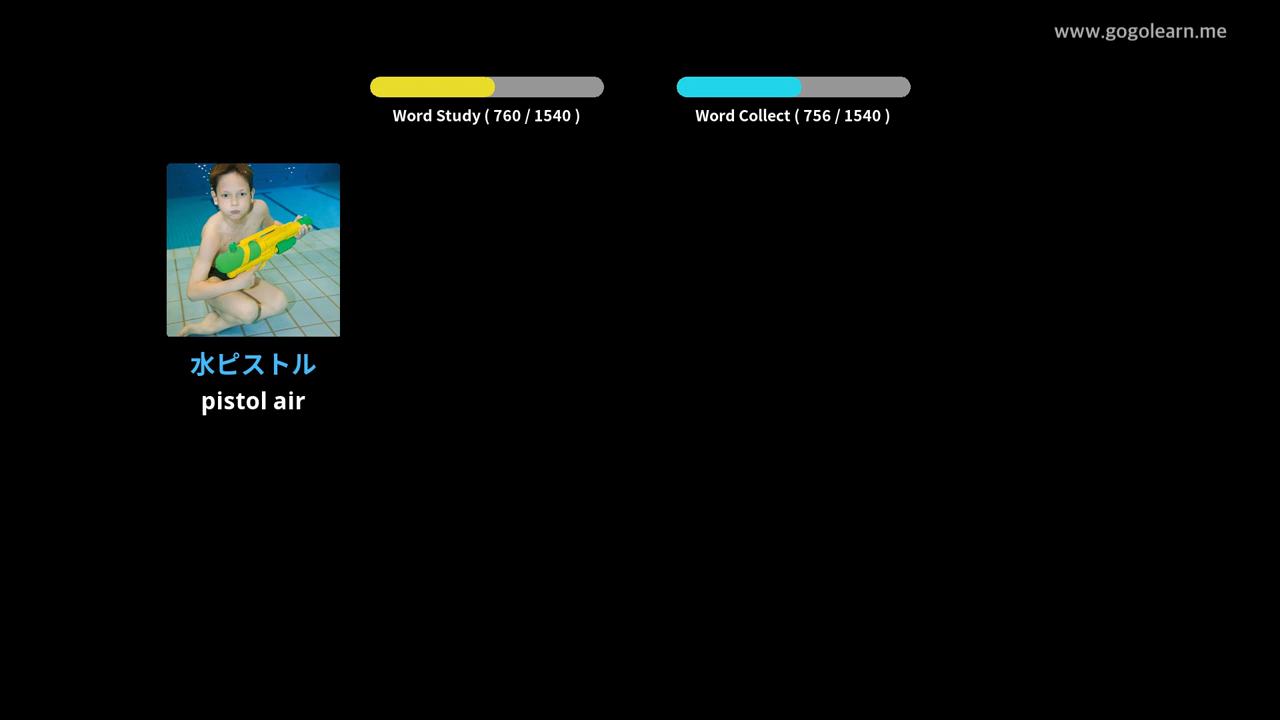 www.gogolearn.me
Word Study ( 760 / 1540 )
Word Collect ( 756 / 1540 )
水ピストル
pistol air